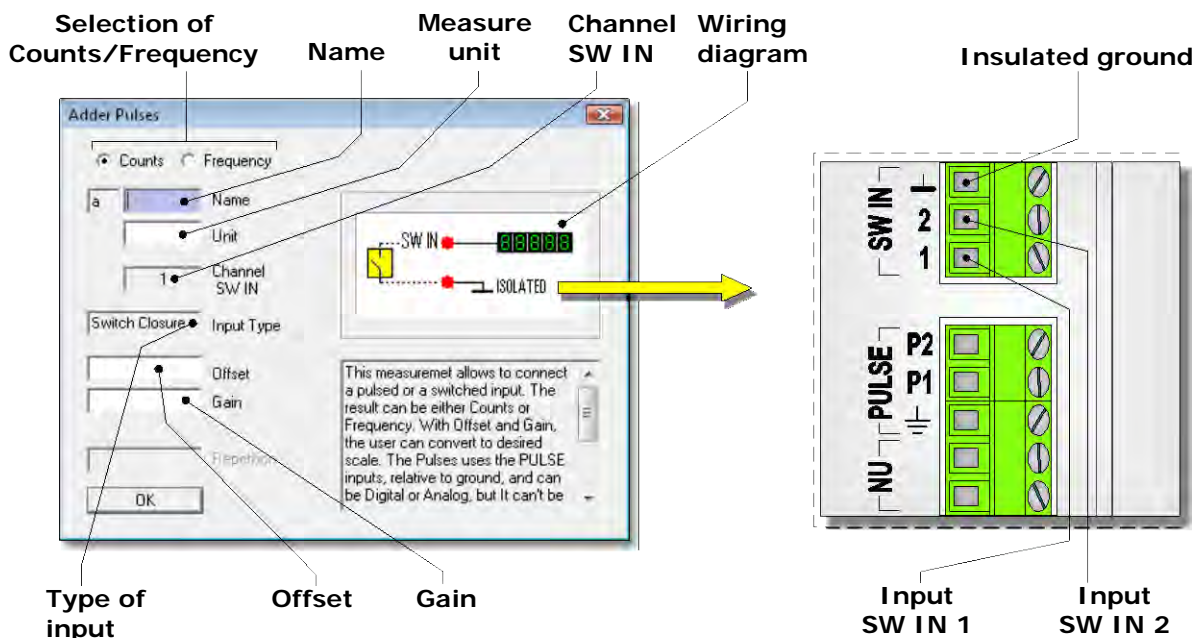 Selection of
Counts/Frequency
Name
Measure
unit
Channel
SW IN
Wiring
diagram
Insulated ground
Adder Pulses
Counts Frequency
a
Name
Unit
1
Channel
SW IN
Switch Closure
Input Type
Offset
Gain
Repetition
OK
SW IN
88888
ISOLATED
This measuremet allows to connect
a pulsed or a switched input. The
result can be either Counts or
Frequency. With Offset and Gain,
the user can convert to desired
scale. The Pulses uses the PULSE
inputs, relative to ground, and can
be Digital or Analog, but It can't be
SW IN
2
1
PULSE
P2
P1
NU
Type of
input
Offset
Gain
Input
SW IN 1
Input
SW IN 2